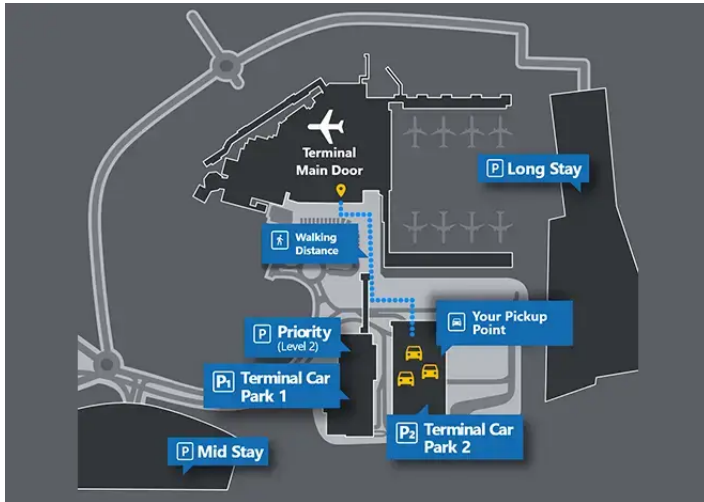 Terminal
Main Door
P Long Stay
Walking
Distance
Your Pickup
Point
P Priority
(Level 2)
P1 Terminal Car
Park 1
P2 Terminal Car
Park 2
P Mid Stay